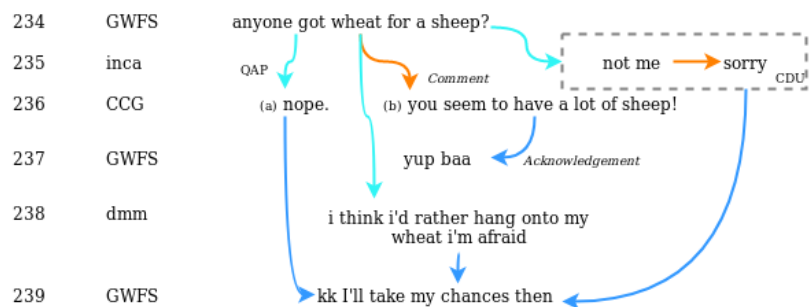 234 GWFS anyone got wheat for a sheep?
235 inca not me sorry
QAP
Comment
CDU
236 CCG (a) nope. (b) you seem to have a lot of sheep!
237 GWFS yup baa Acknowledgement
238 dmm i think i'd rather hang onto my
wheat i'm afraid
239 GWFS kk I'll take my chances then